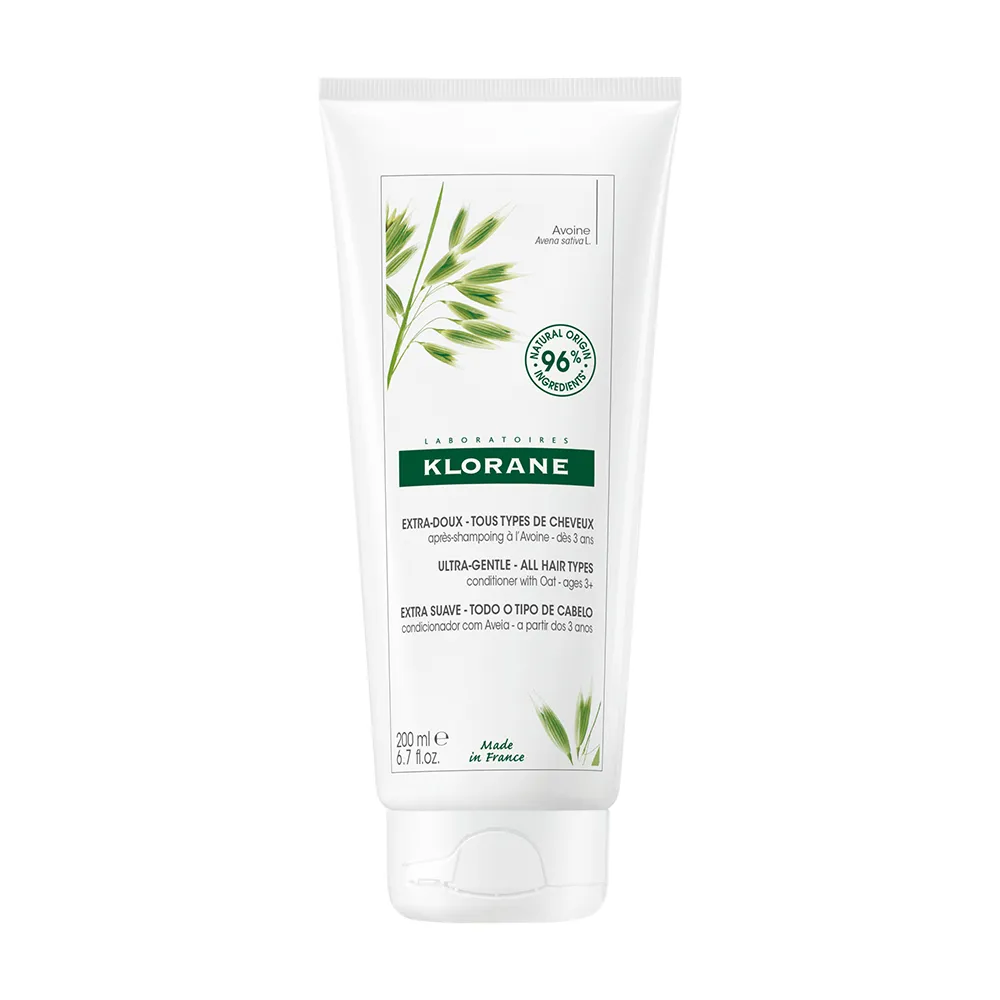 Avoine
Avena sativa L.
NATURAL ORIGIN
96%
INGREDIENTS*
LABORATOIRES
KLORANE
EXTRA-DOUX - TOUS TYPES DE CHEVEUX
après-shampoing à l'Avoine - dès 3 ans
ULTRA-GENTLE - ALL HAIR TYPES
conditioner with Oat - ages 3+
EXTRA SUAVE - TODO O TIPO DE CABELO
condicionador com Aveia - a partir dos 3 anos
200 ml ℮
6.7 fl.oz.
Made
in France